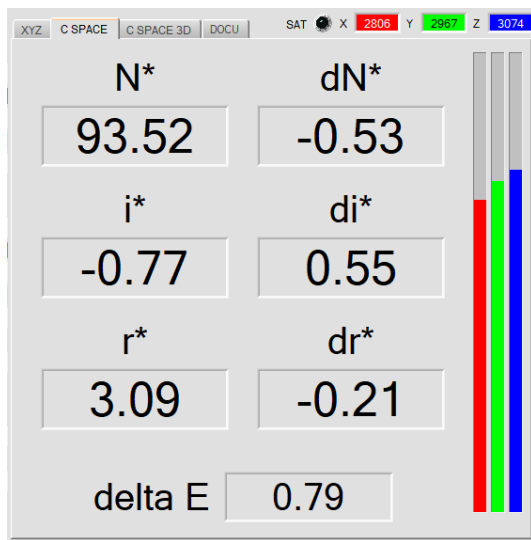 XYZ C SPACE C SPACE 3D DOCU SAT X 2806 Y 2967 Z 3074
N* dN*
93.52 -0.53
i* di*
-0.77 0.55
r* dr*
3.09 -0.21
delta E 0.79